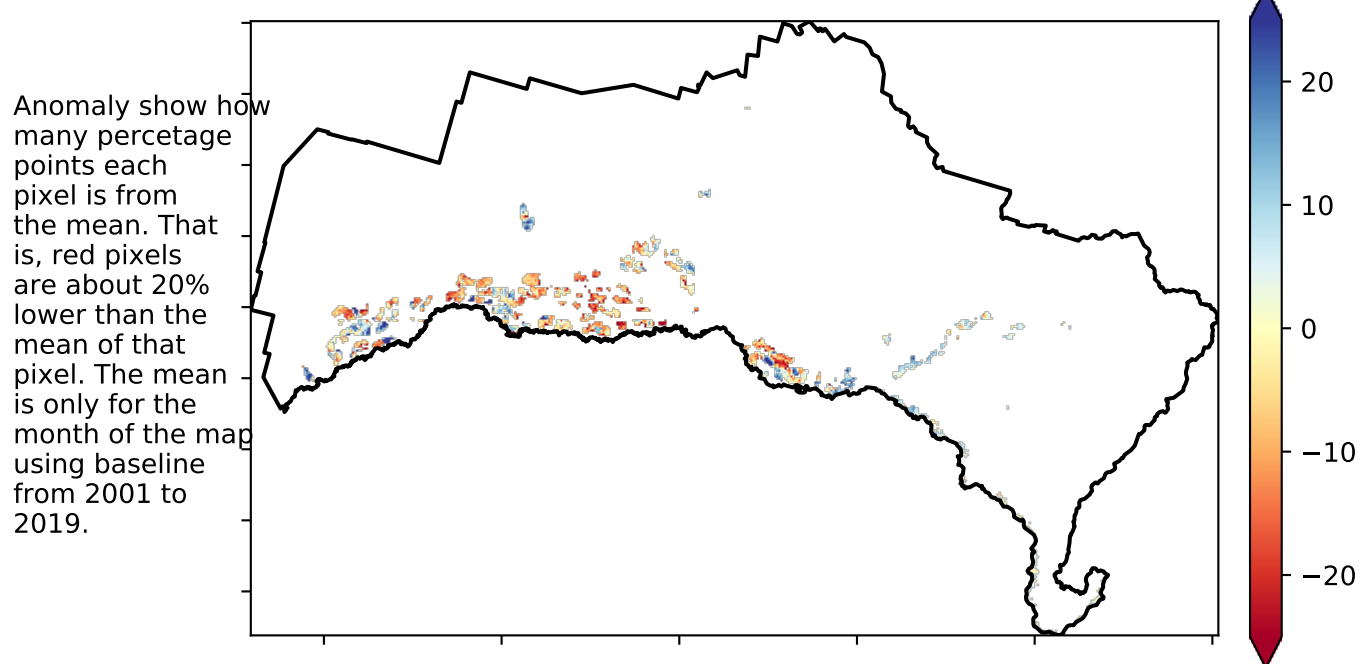 Anomaly show how
many percetage
points each
pixel is from
the mean. That
is, red pixels
are about 20%
lower than the
mean of that
pixel. The mean
is only for the
month of the map
using baseline
from 2001 to
2019.
20
10
0
−10
−20